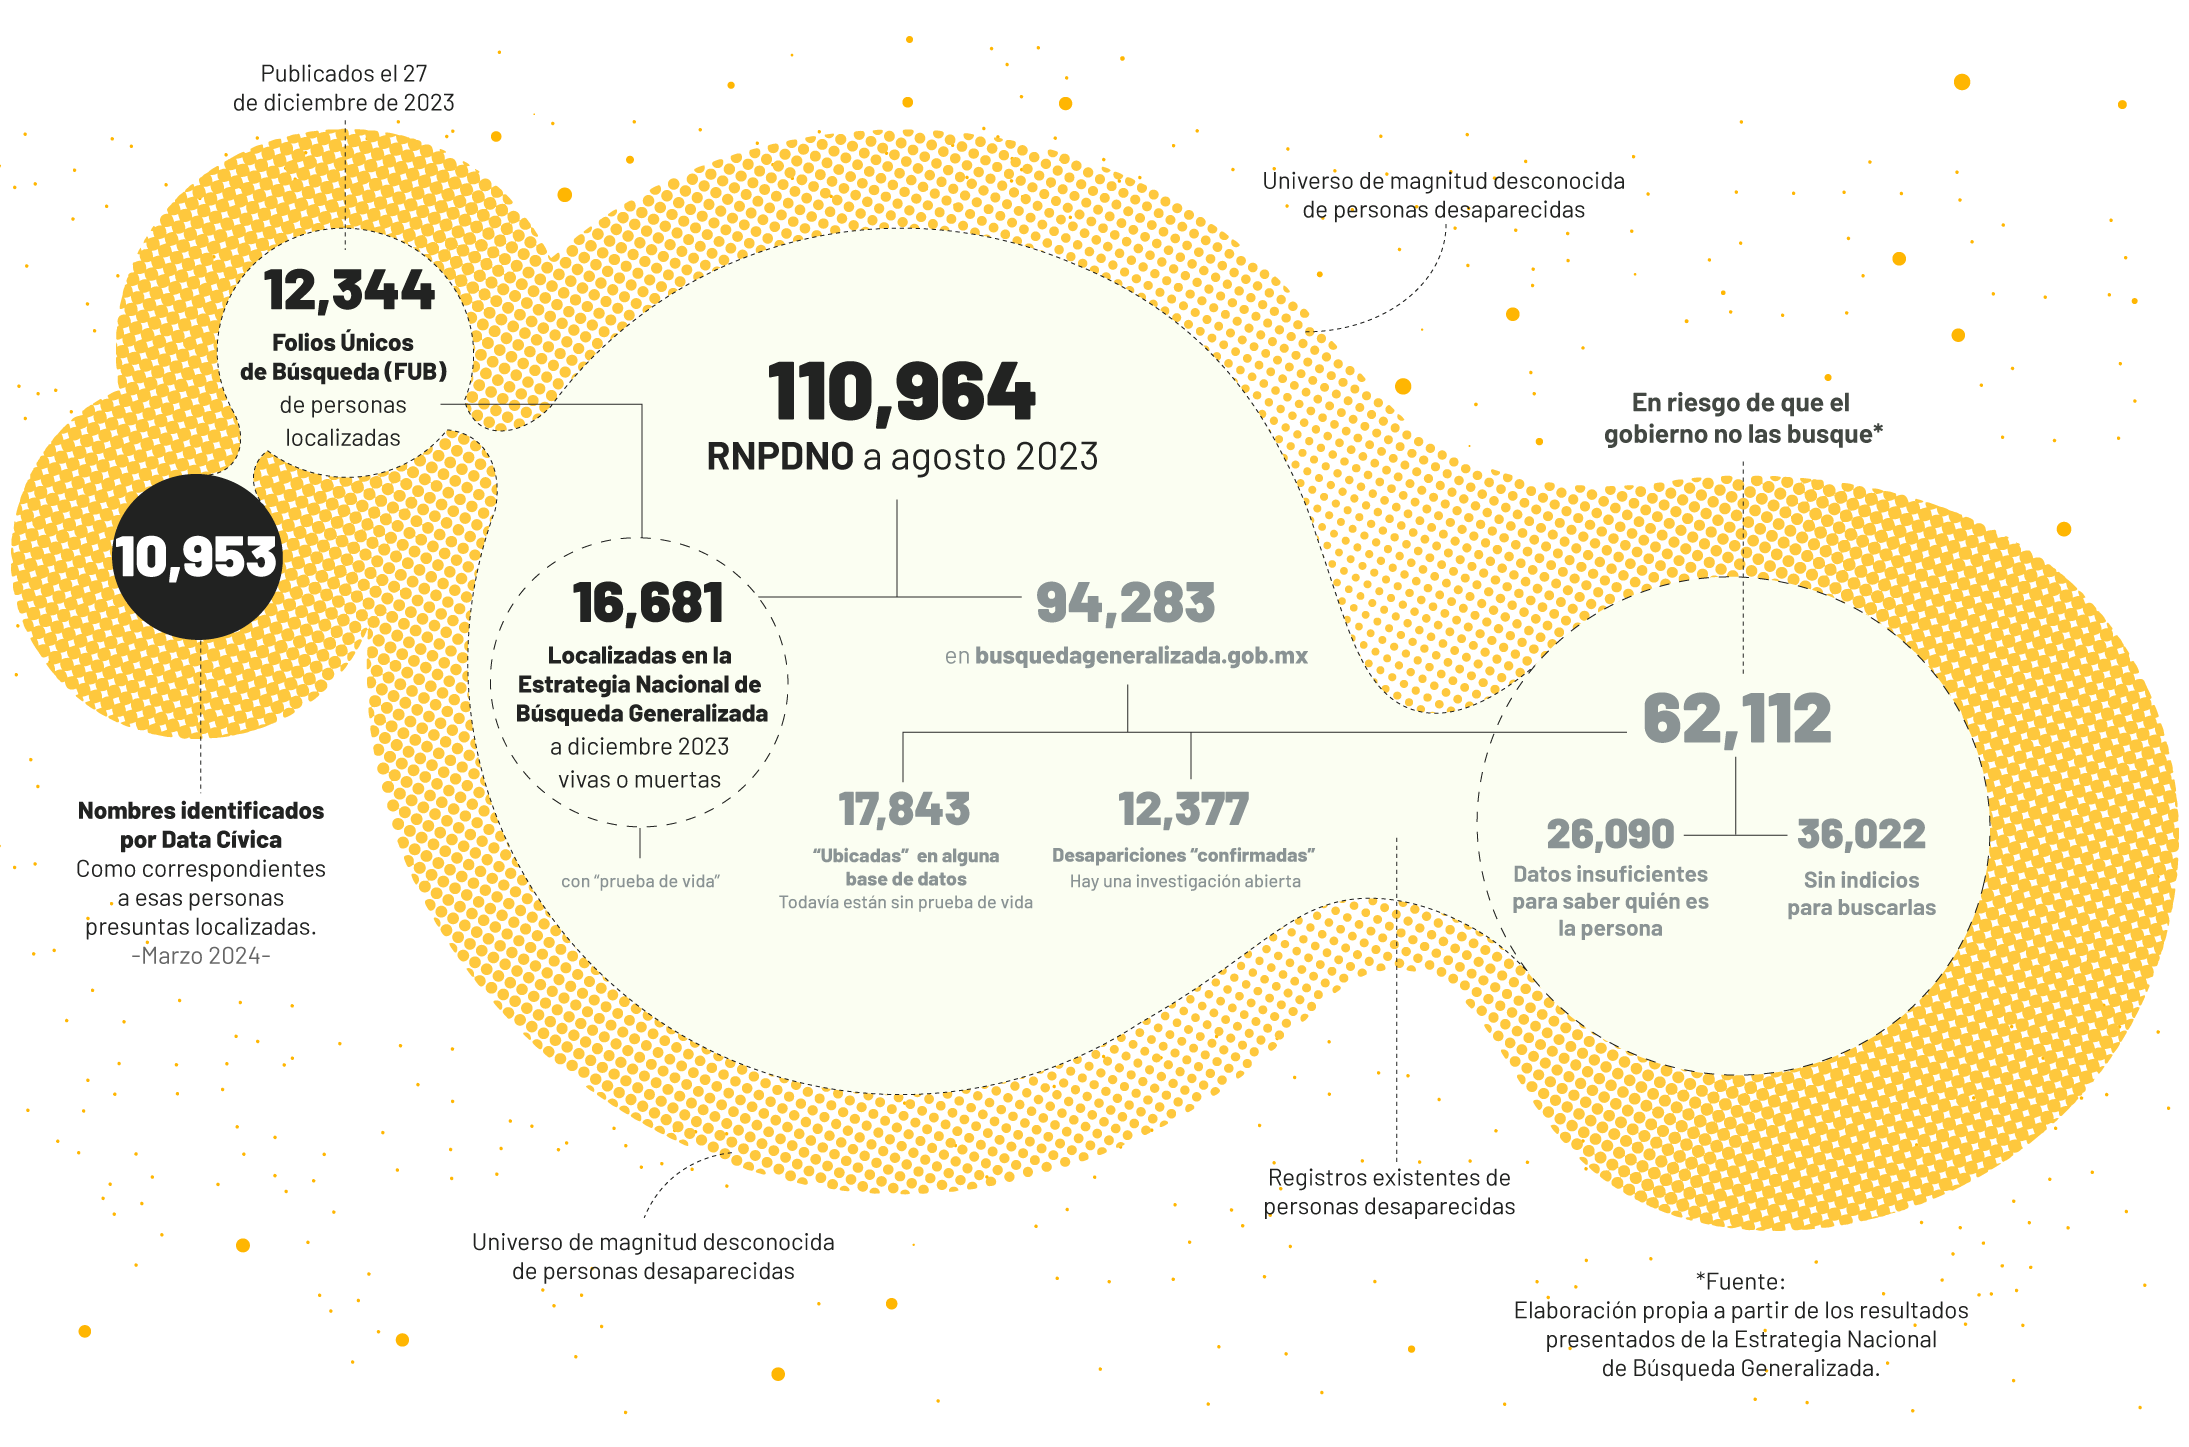 Publicados el 27
de diciembre de 2023
12,344
Folios Únicos
de Búsqueda (FUB)
de personas
localizadas
10,953
Nombres identificados
por Data Cívica
Como correspondientes
a esas personas
presuntas localizadas.
-Marzo 2024-
110,964
RNPDNO a agosto 2023
16,681
Localizadas en la
Estrategia Nacional de
Búsqueda Generalizada
a diciembre 2023
vivas o muertas
con “prueba de vida”
94,283
en busquedageneralizada.gob.mx
17,843
“Ubicadas” en alguna
base de datos
Todavía están sin prueba de vida
12,377
Desapariciones “confirmadas”
Hay una investigación abierta
Universo de magnitud desconocida
de personas desaparecidas
En riesgo de que el
gobierno no las busque*
62,112
26,090
Datos insuficientes
para saber quién es
la persona
36,022
Sin indicios
para buscarlas
Registros existentes de
personas desaparecidas
Universo de magnitud desconocida
de personas desaparecidas
*Fuente:
Elaboración propia a partir de los resultados
presentados de la Estrategia Nacional
de Búsqueda Generalizada.